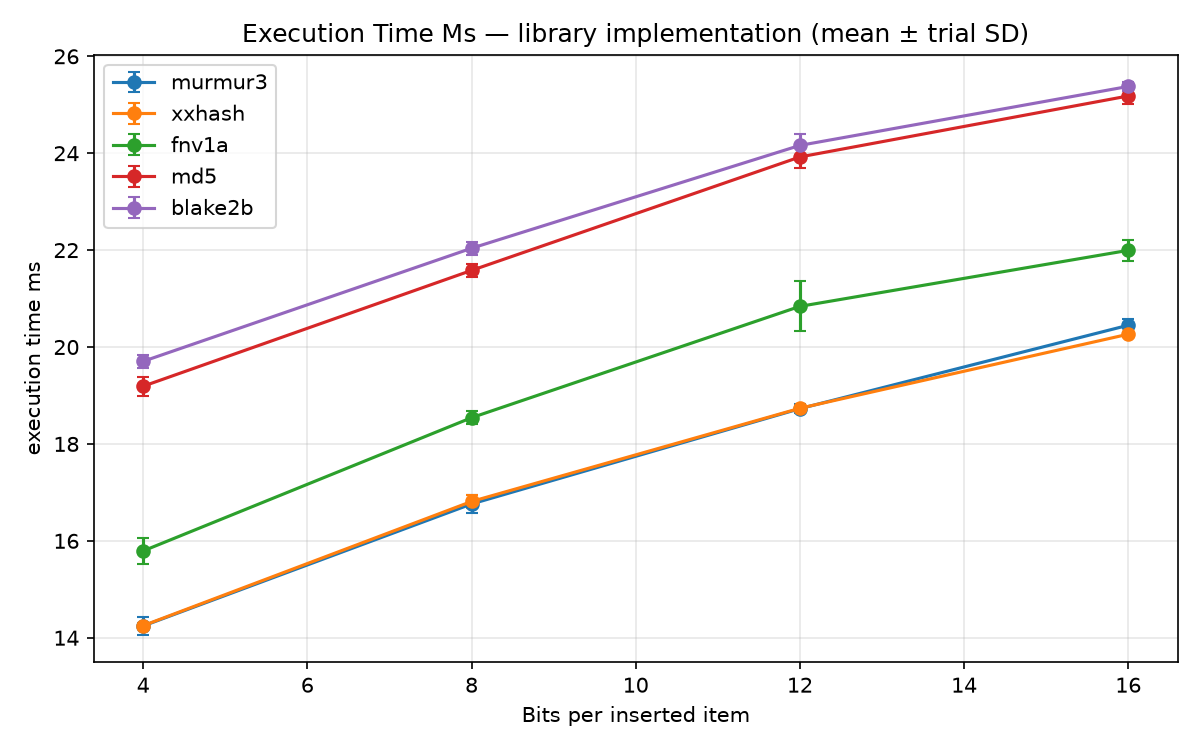 Execution Time Ms — library implementation (mean ± trial SD)
26
24
22
20
18
16
14
execution time ms
murmur3
xxhash
fnv1a
md5
blake2b
4
6
8
10
12
14
16
Bits per inserted item